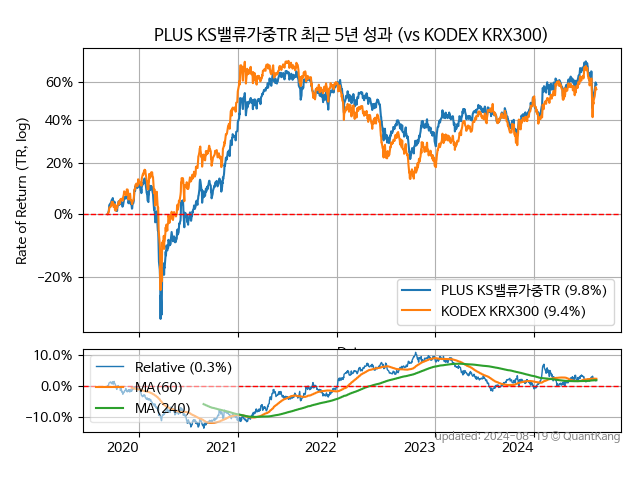 PLUS KS밸류가중TR 최근 5년 성과 (vs KODEX KRX300)
Rate of Return (TR, log)
60%
40%
20%
0%
−20%
PLUS KS밸류가중TR (9.8%)
KODEX KRX300 (9.4%)
10.0%
0.0%
−10.0%
Relative (0.3%)
MA(60)
MA(240)
2020 2021 2022 2023 2024
updated: 2024-08-19 © QuantKang